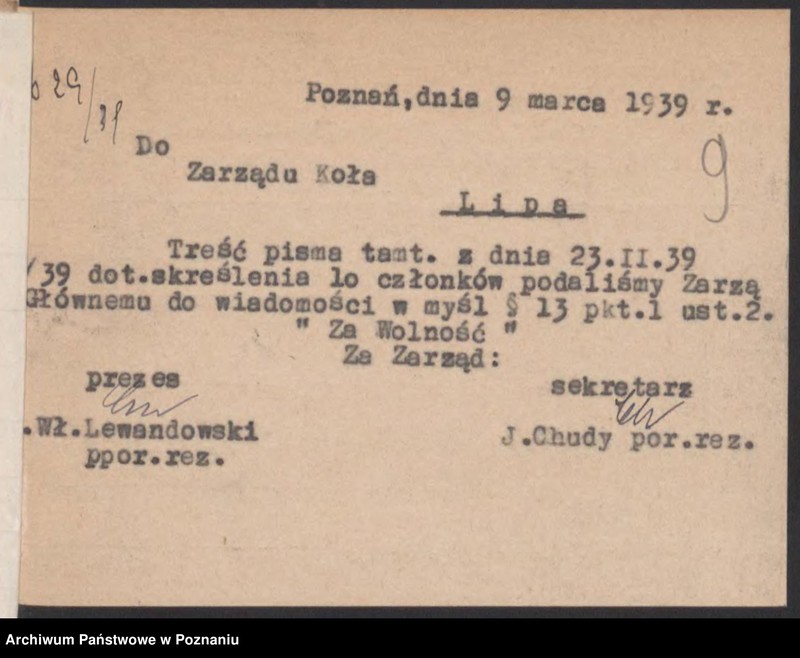 29/39
Poznań,dnia 9 marca 1939 r.
Do
Zarządu Koła
9
Lipa
Treść pisma tamt. z dnia 23.II.39
/39 dot.skreślenia lo członków podaliśmy Zarzą
Głównemu do wiadomości w myśl § 13 pkt.1 ust.2.
" Za Wolność "
Za Zarząd:
prezes sekretarz
.Wł.Lewandowski J.Chudy por.rez.
ppor.rez.
Archiwum Państwowe w Poznaniu